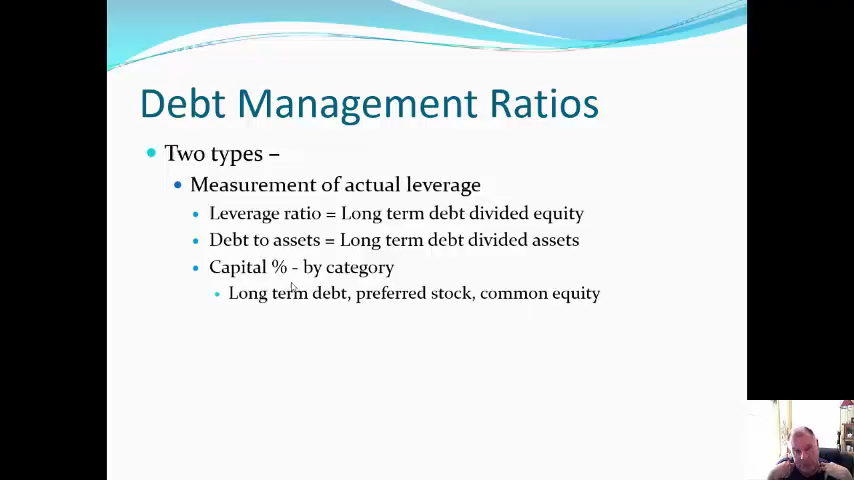 Debt Management Ratios
Two types –
Measurement of actual leverage
Leverage ratio = Long term debt divided equity
Debt to assets = Long term debt divided assets
Capital % - by category
Long term debt, preferred stock, common equity